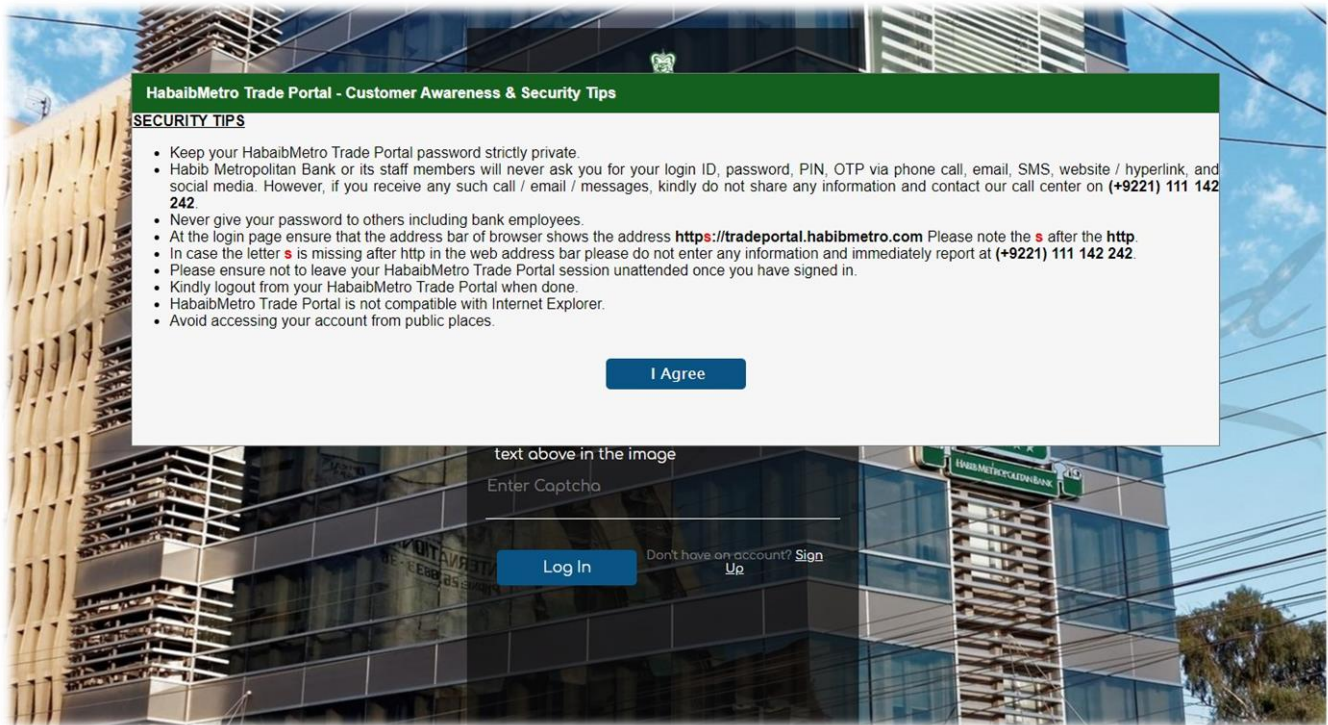 HabaibMetro Trade Portal - Customer Awareness & Security Tips
SECURITY TIPS
• Keep your HabaibMetro Trade Portal password strictly private.
• Habib Metropolitan Bank or its staff members will never ask you for your login ID, password, PIN, OTP via phone call, email, SMS, website / hyperlink, and
social media. However, if you receive any such call / email / messages, kindly do not share any information and contact our call center on (+9221) 111 142
242.
• Never give your password to others including bank employees.
• At the login page ensure that the address bar of browser shows the address https://tradeportal.habibmetro.com Please note the s after the http.
• In case the letter s is missing after http in the web address bar please do not enter any information and immediately report at (+9221) 111 142 242.
• Please ensure not to leave your HabaibMetro Trade Portal session unattended once you have signed in.
• Kindly logout from your HabaibMetro Trade Portal when done.
• HabaibMetro Trade Portal is not compatible with Internet Explorer.
• Avoid accessing your account from public places.
I Agree
text above in the image
Enter Captcha
HABIB METROPOLITAN BANK
Log In
Don't have an account? Sign
Up